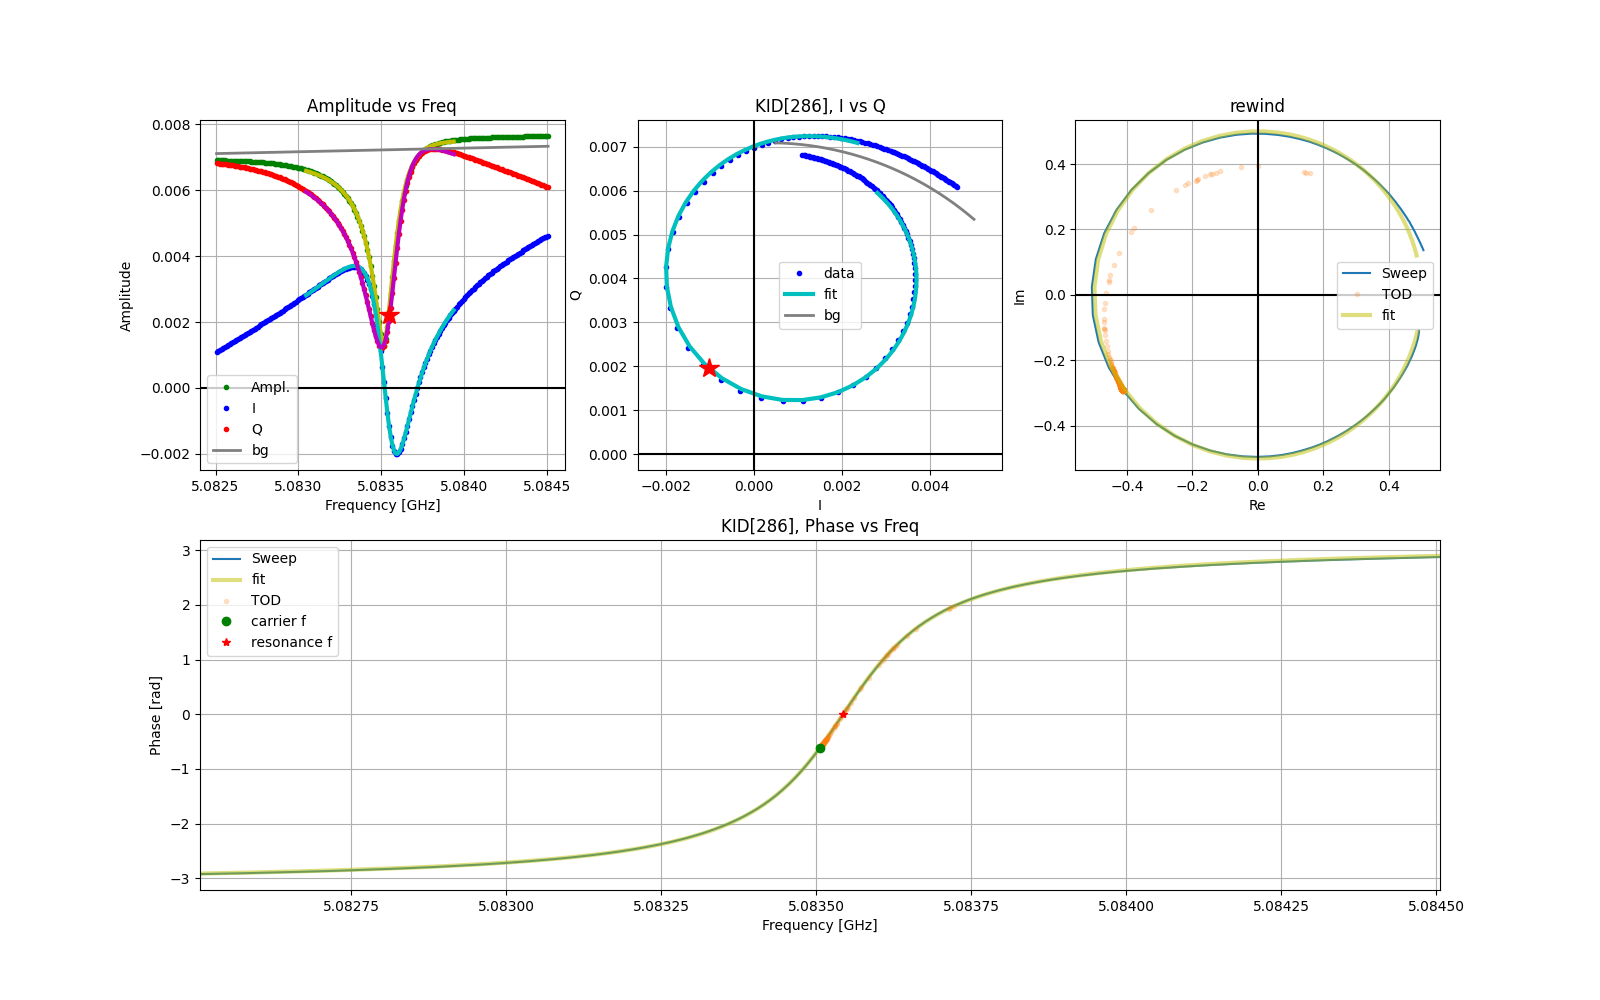 Amplitude vs Freq
Amplitude
0.008
0.006
0.004
0.002
0.000
−0.002
Ampl.
I
Q
bg
5.0825
5.0830
5.0835
5.0840
5.0845
Frequency [GHz]
KID[286], I vs Q
Q
0.007
0.006
0.005
0.004
0.003
0.002
0.001
0.000
data
fit
bg
−0.002
0.000
0.002
0.004
I
rewind
Im
0.4
0.2
0.0
−0.2
−0.4
Sweep
TOD
fit
−0.4
−0.2
0.0
0.2
0.4
Re
KID[286], Phase vs Freq
Phase [rad]
3
2
1
0
−1
−2
−3
Sweep
fit
TOD
carrier f
resonance f
5.08275
5.08300
5.08325
5.08350
5.08375
5.08400
5.08425
5.08450
Frequency [GHz]